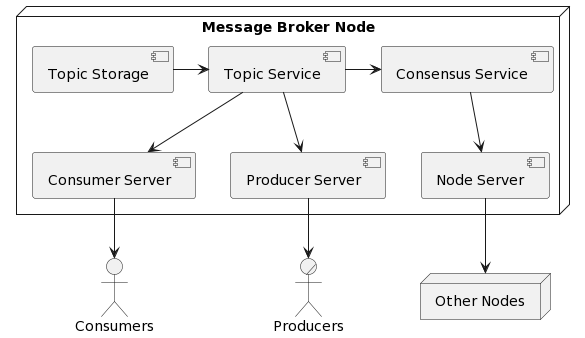 Message Broker Node
Topic Storage
Topic Service
Consensus Service
Consumer Server
Producer Server
Node Server
Other Nodes
Consumers
Producers